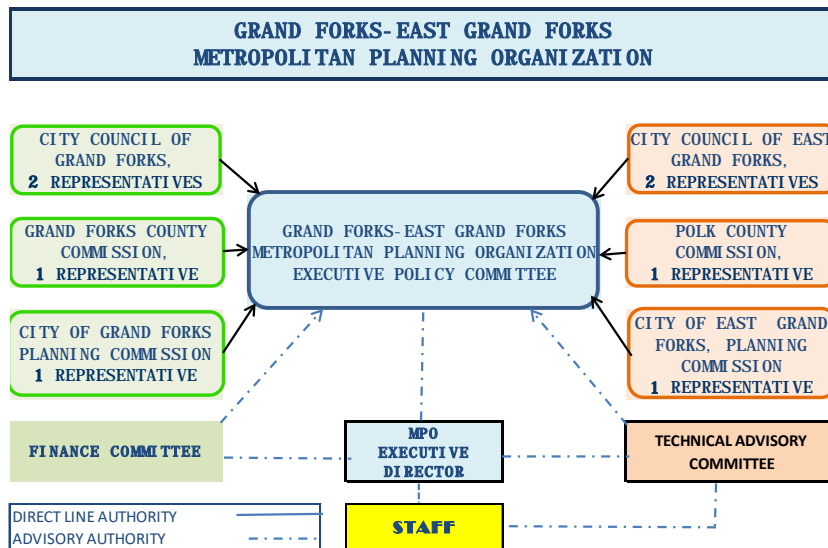 GRAND FORKS-EAST GRAND FORKS
METROPOLITAN PLANNING ORGANIZATION
CITY COUNCIL OF
GRAND FORKS,
2 REPRESENTATIVES
CITY COUNCIL OF EAST
GRAND FORKS,
2 REPRESENTATIVES
GRAND FORKS COUNTY
COMMISSION,
1 REPRESENTATIVE
GRAND FORKS-EAST GRAND FORKS
METROPOLITAN PLANNING ORGANIZATION
EXECUTIVE POLICY COMMITTEE
POLK COUNTY
COMMISSION,
1 REPRESENTATIVE
CITY OF GRAND FORKS
PLANNING COMMISSION
1 REPRESENTATIVE
CITY OF EAST GRAND
FORKS, PLANNING
COMMISSION
1 REPRESENTATIVE
FINANCE COMMITTEE
MPO
EXECUTIVE
DIRECTOR
TECHNICAL ADVISORY
COMMITTEE
DIRECT LINE AUTHORITY
ADVISORY AUTHORITY
STAFF